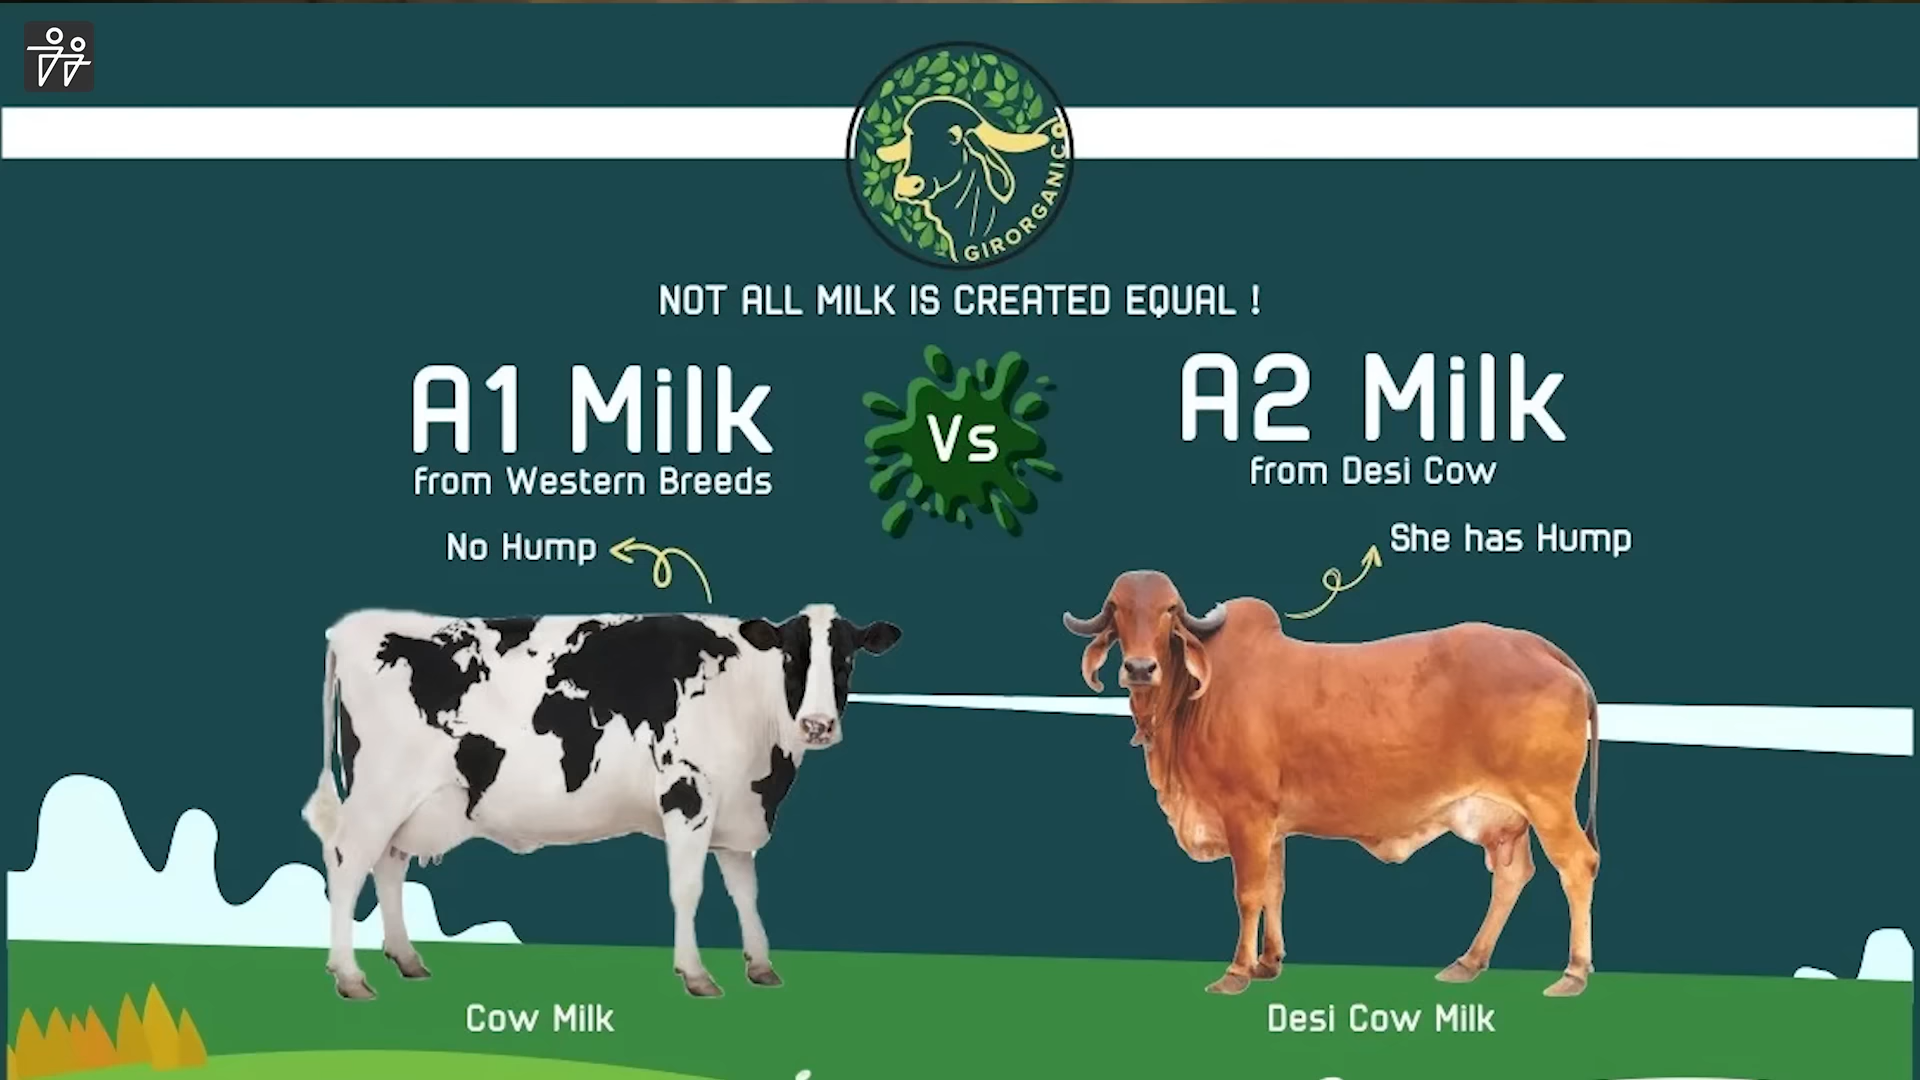 GIRORGANIC
NOT ALL MILK IS CREATED EQUAL !
A1 Milk
from Western Breeds
Vs
A2 Milk
from Desi Cow
No Hump
She has Hump
Cow Milk
Desi Cow Milk